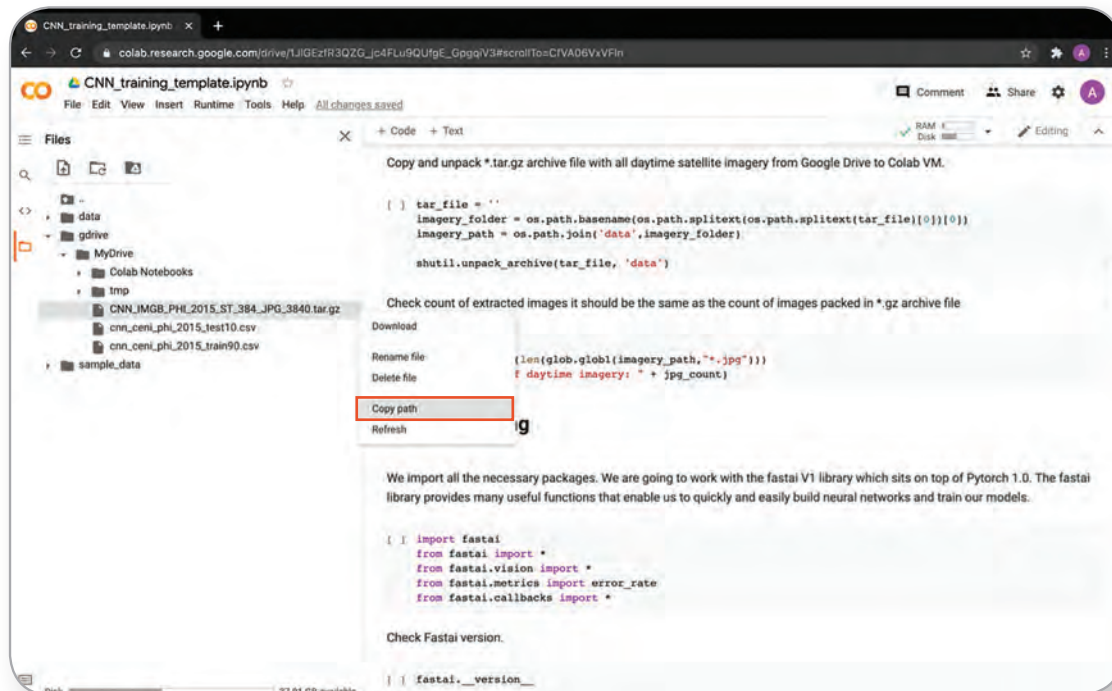 CNN_training_template.ipynb
colab.research.google.com
CNN_training_template.ipynb
File Edit View Insert Runtime Tools Help All changes saved
Comment Share A
Files
+ Code + Text
RAM
Disk
Editing
Copy and unpack *.tar.gz archive file with all daytime satellite imagery from Google Drive to Colab VM.
..
data
gdrive
MyDrive
Colab Notebooks
tmp
CNN_IMGB_PHI_2015_ST_384_JPG_3840.tar.gz
cnn_ceni_phi_2015_test10.csv
cnn_ceni_phi_2015_train90.csv
sample_data
[ ] tar_file = ''
imagery_folder = os.path.basename(os.path.splitext(os.path.splitext(tar_file)[0])[0])
imagery_path = os.path.join('data',imagery_folder)
shutil.unpack_archive(tar_file, 'data')
Check count of extracted images it should be the same as the count of images packed in *.gz archive file
Download
Rename file
Delete file
Copy path
Refresh
(len(glob.glob1(imagery_path,"*.jpg")))
f daytime imagery: " + jpg_count)
g
We import all the necessary packages. We are going to work with the fastai V1 library which sits on top of Pytorch 1.0. The fastai
library provides many useful functions that enable us to quickly and easily build neural networks and train our models.
[ ] import fastai
from fastai import *
from fastai.vision import *
from fastai.metrics import error_rate
from fastai.callbacks import *
Check Fastai version.
[ ] fastai.__version__